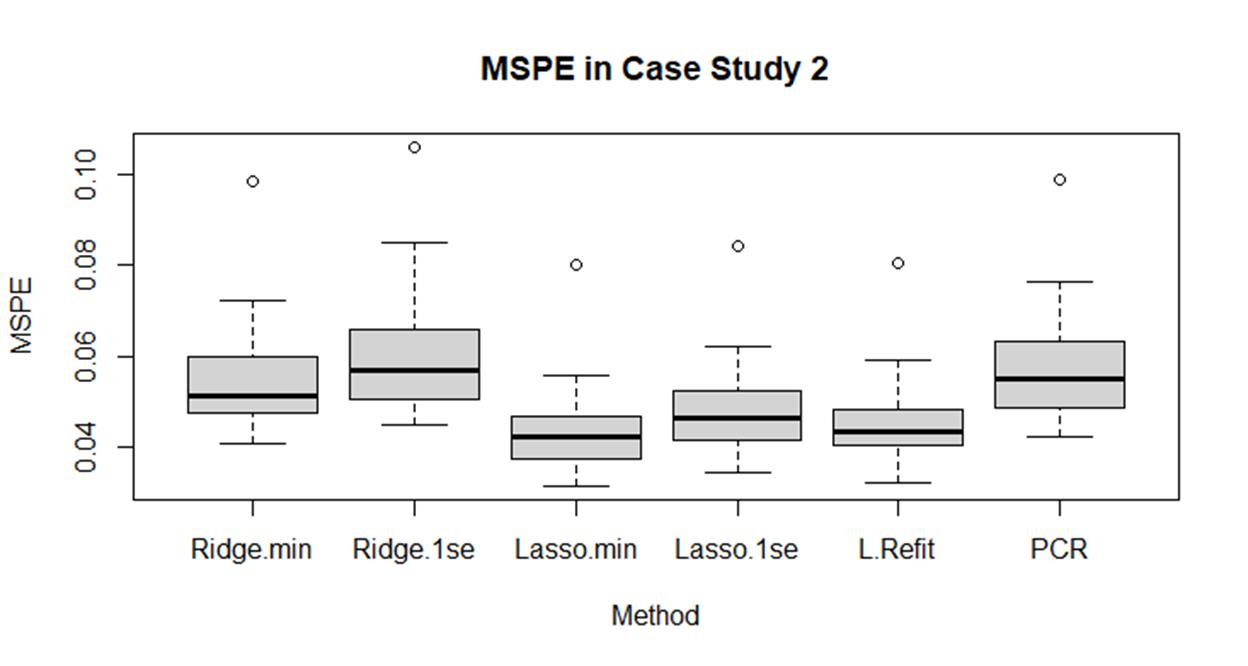 MSPE in Case Study 2
MSPE
0.10
0.08
0.06
0.04
Ridge.min Ridge.1se Lasso.min Lasso.1se L.Refit PCR
Method